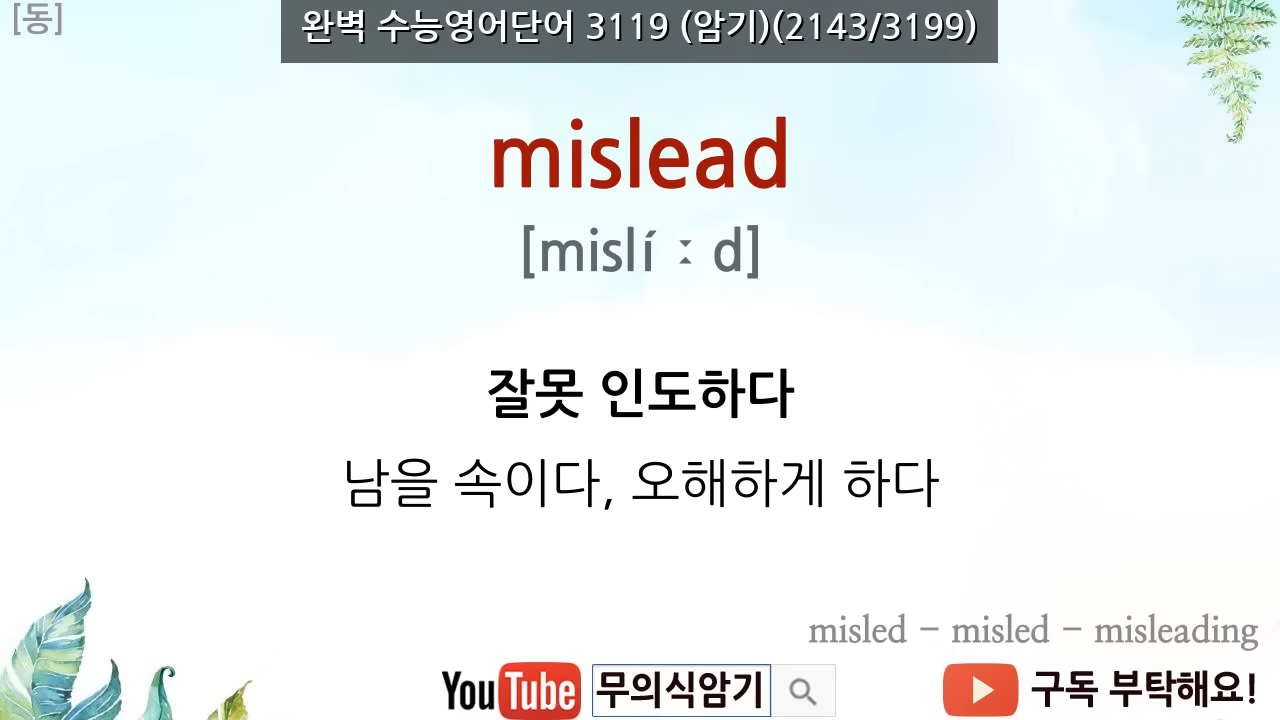 [동]
완벽 수능영어단어 3119 (암기)(2143/3199)
mislead
[mislí ː d]
잘못 인도하다
남을 속이다, 오해하게 하다
misled - misled - misleading
YouTube 무의식암기 구독 부탁해요!